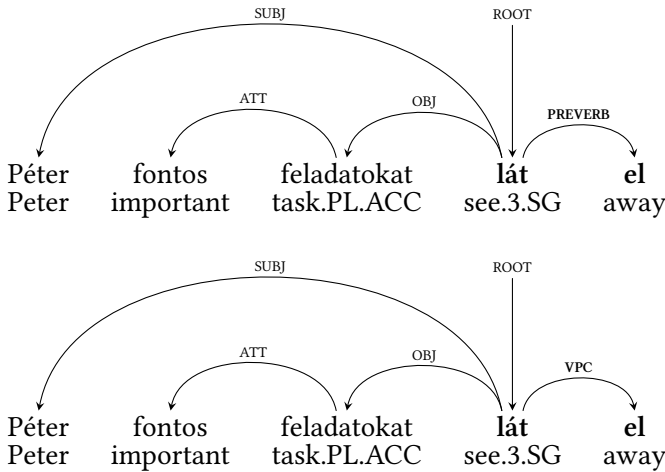 SUBJ ROOT
ATT OBJ PREVERB
Péter fontos feladatokat lát el
Peter important task.PL.ACC see.3.SG away
SUBJ ROOT
ATT OBJ VPC
Péter fontos feladatokat lát el
Peter important task.PL.ACC see.3.SG away